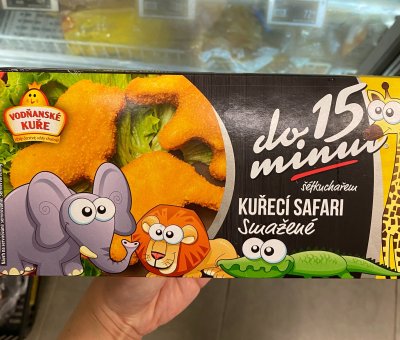 VODŇANSKÉ
KUŘE
do 15
minut
šéfkuchařem
KUŘECÍ SAFARI
Smažené